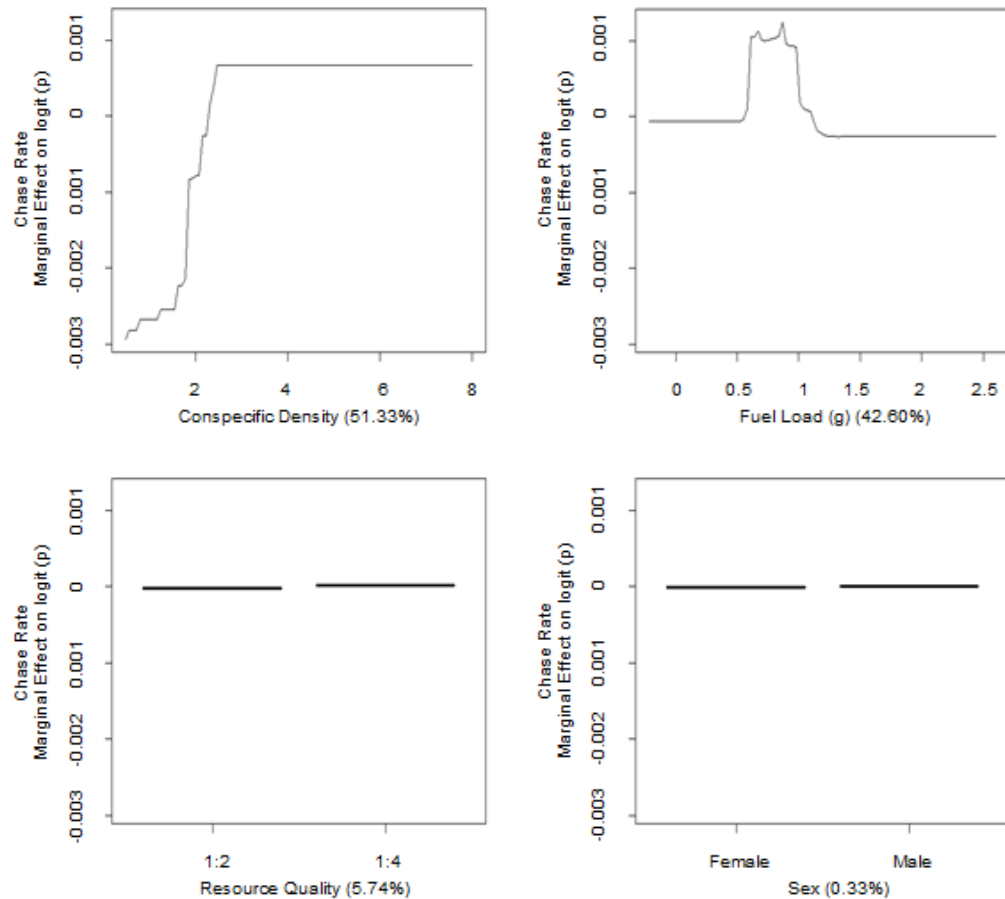 Chase Rate
Marginal Effect on logit (p)
0.001
0
0.001
-0.002
-0.003
2 4 6 8
Conspecific Density (51.33%)
Chase Rate
Marginal Effect on logit (p)
0.001
0
0.001
-0.002
-0.003
0 0.5 1 1.5 2 2.5
Fuel Load (g) (42.60%)
Chase Rate
Marginal Effect on logit (p)
0.001
0
0.001
-0.002
-0.003
1:2 1:4
Resource Quality (5.74%)
Chase Rate
Marginal Effect on logit (p)
0.001
0
0.001
-0.002
-0.003
Female Male
Sex (0.33%)